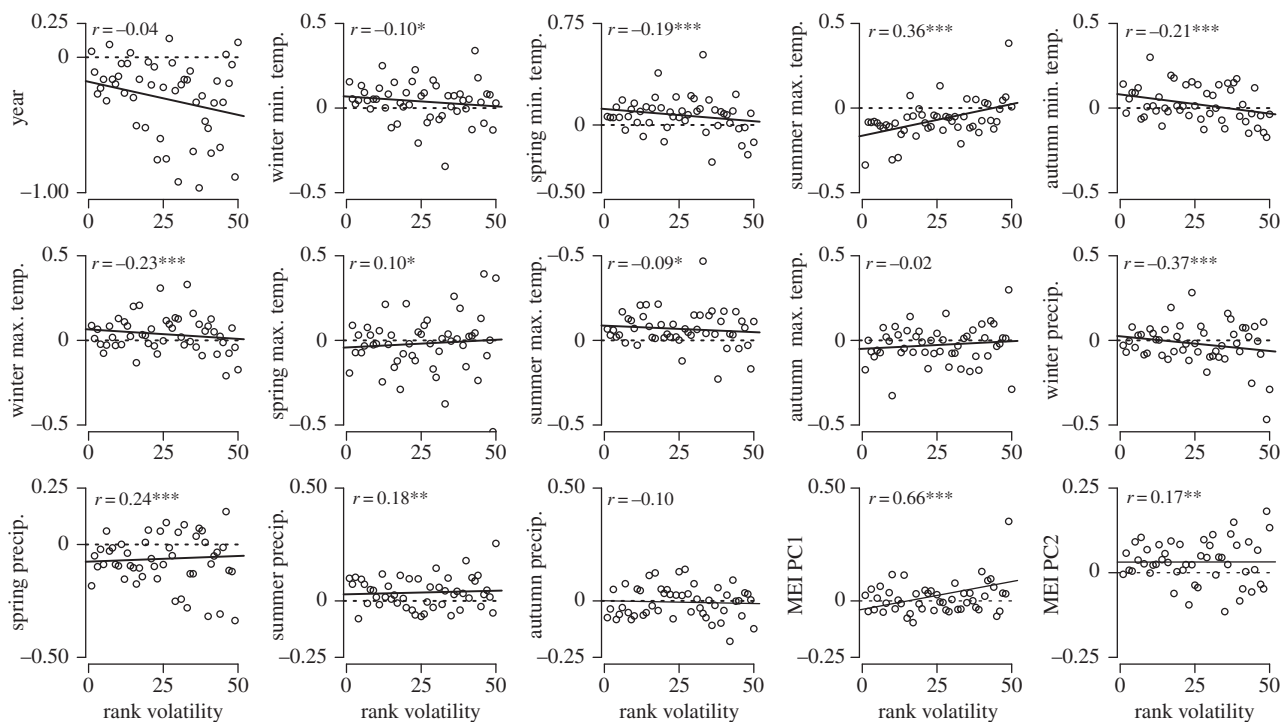 0.25
0
–1.00
year
r = –0.04
0 25 50
0.5
0
–0.5
winter min. temp.
r = –0.10*
0 25 50
0.75
0
–0.50
spring min. temp.
r = –0.19***
0 25 50
0.5
0
–0.5
summer max. temp.
r = 0.36***
0 25 50
0.5
0
–0.5
autumn min. temp.
r = –0.21***
0 25 50
0.5
0
–0.5
winter max. temp.
r = –0.23***
0 25 50
0.5
0
–0.5
spring max. temp.
r = 0.10*
0 25 50
–0.5
0
–0.5
summer max. temp.
r = –0.09*
0 25 50
0.5
0
–0.5
autumn max. temp.
r = –0.02
0 25 50
0.5
0
–0.5
winter precip.
r = –0.37***
0 25 50
0.25
0
–0.50
spring precip.
r = 0.24***
0 25 50
rank volatility
0.50
0
–0.25
summer precip.
r = 0.18**
0 25 50
rank volatility
0.50
0
–0.25
autumn precip.
r = –0.10
0 25 50
rank volatility
0.50
0
–0.25
MEI PC1
r = 0.66***
0 25 50
rank volatility
0.25
0
0.25
MEI PC2
r = 0.17**
0 25 50
rank volatility